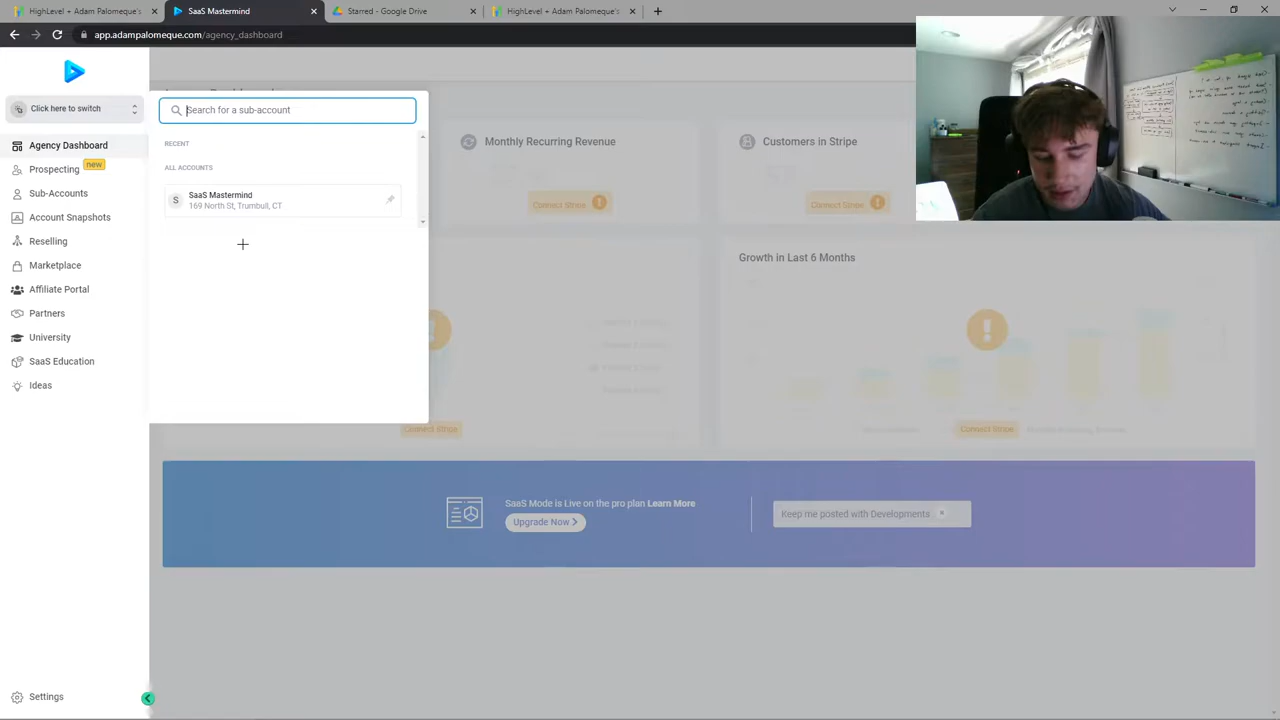 HighLevel + Adam Palomeque's
SaaS Mastermind
Starred - Google Drive
HighLevel + Adam Palomeque's
app.adampalomeque.com/agency_dashboard
Click here to switch
Search for a sub-account
RECENT
ALL ACCOUNTS
S
SaaS Mastermind
169 North St, Trumbull, CT
Agency Dashboard
Prospecting
new
Sub-Accounts
Account Snapshots
Reselling
Marketplace
Affiliate Portal
Partners
University
SaaS Education
Ideas
Settings
Monthly Recurring Revenue
Connect Stripe
Customers in Stripe
Connect Stripe
Growth in Last 6 Months
Connect Stripe
Connect Stripe
SaaS Mode is Live on the pro plan Learn More
Upgrade Now
Keep me posted with Developments